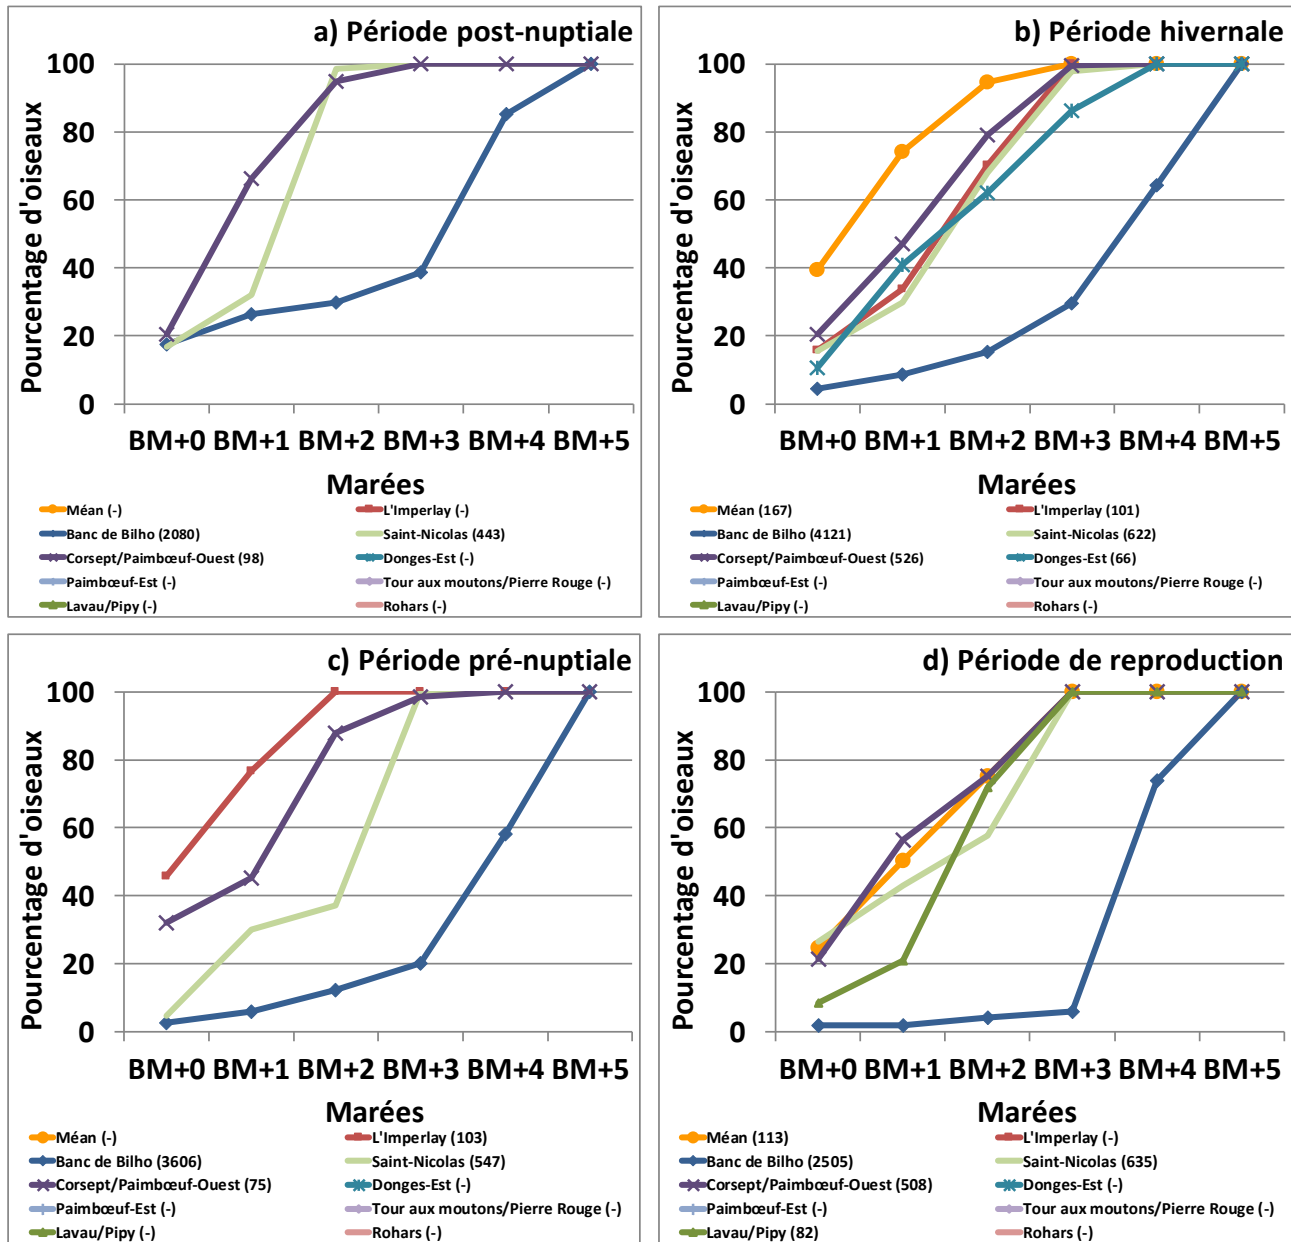 a) Période post-nuptiale
Pourcentage d'oiseaux
100
80
60
40
20
0
BM+0 BM+1 BM+2 BM+3 BM+4 BM+5
Marées
Méan (-) L'Imperlay (-)
Banc de Bilho (2080) Saint-Nicolas (443)
Corsept/Paimbœuf-Ouest (98) Donges-Est (-)
Paimbœuf-Est (-) Tour aux moutons/Pierre Rouge (-)
Lavau/Pipy (-) Rohars (-)
b) Période hivernale
Pourcentage d'oiseaux
100
80
60
40
20
0
BM+0 BM+1 BM+2 BM+3 BM+4 BM+5
Marées
Méan (167) L'Imperlay (101)
Banc de Bilho (4121) Saint-Nicolas (622)
Corsept/Paimbœuf-Ouest (526) Donges-Est (66)
Paimbœuf-Est (-) Tour aux moutons/Pierre Rouge (-)
Lavau/Pipy (-) Rohars (-)
c) Période pré-nuptiale
Pourcentage d'oiseaux
100
80
60
40
20
0
BM+0 BM+1 BM+2 BM+3 BM+4 BM+5
Marées
Méan (-) L'Imperlay (103)
Banc de Bilho (3606) Saint-Nicolas (547)
Corsept/Paimbœuf-Ouest (75) Donges-Est (-)
Paimbœuf-Est (-) Tour aux moutons/Pierre Rouge (-)
Lavau/Pipy (-) Rohars (-)
d) Période de reproduction
Pourcentage d'oiseaux
100
80
60
40
20
0
BM+0 BM+1 BM+2 BM+3 BM+4 BM+5
Marées
Méan (113) L'Imperlay (-)
Banc de Bilho (2505) Saint-Nicolas (635)
Corsept/Paimbœuf-Ouest (508) Donges-Est (-)
Paimbœuf-Est (-) Tour aux moutons/Pierre Rouge (-)
Lavau/Pipy (82) Rohars (-)